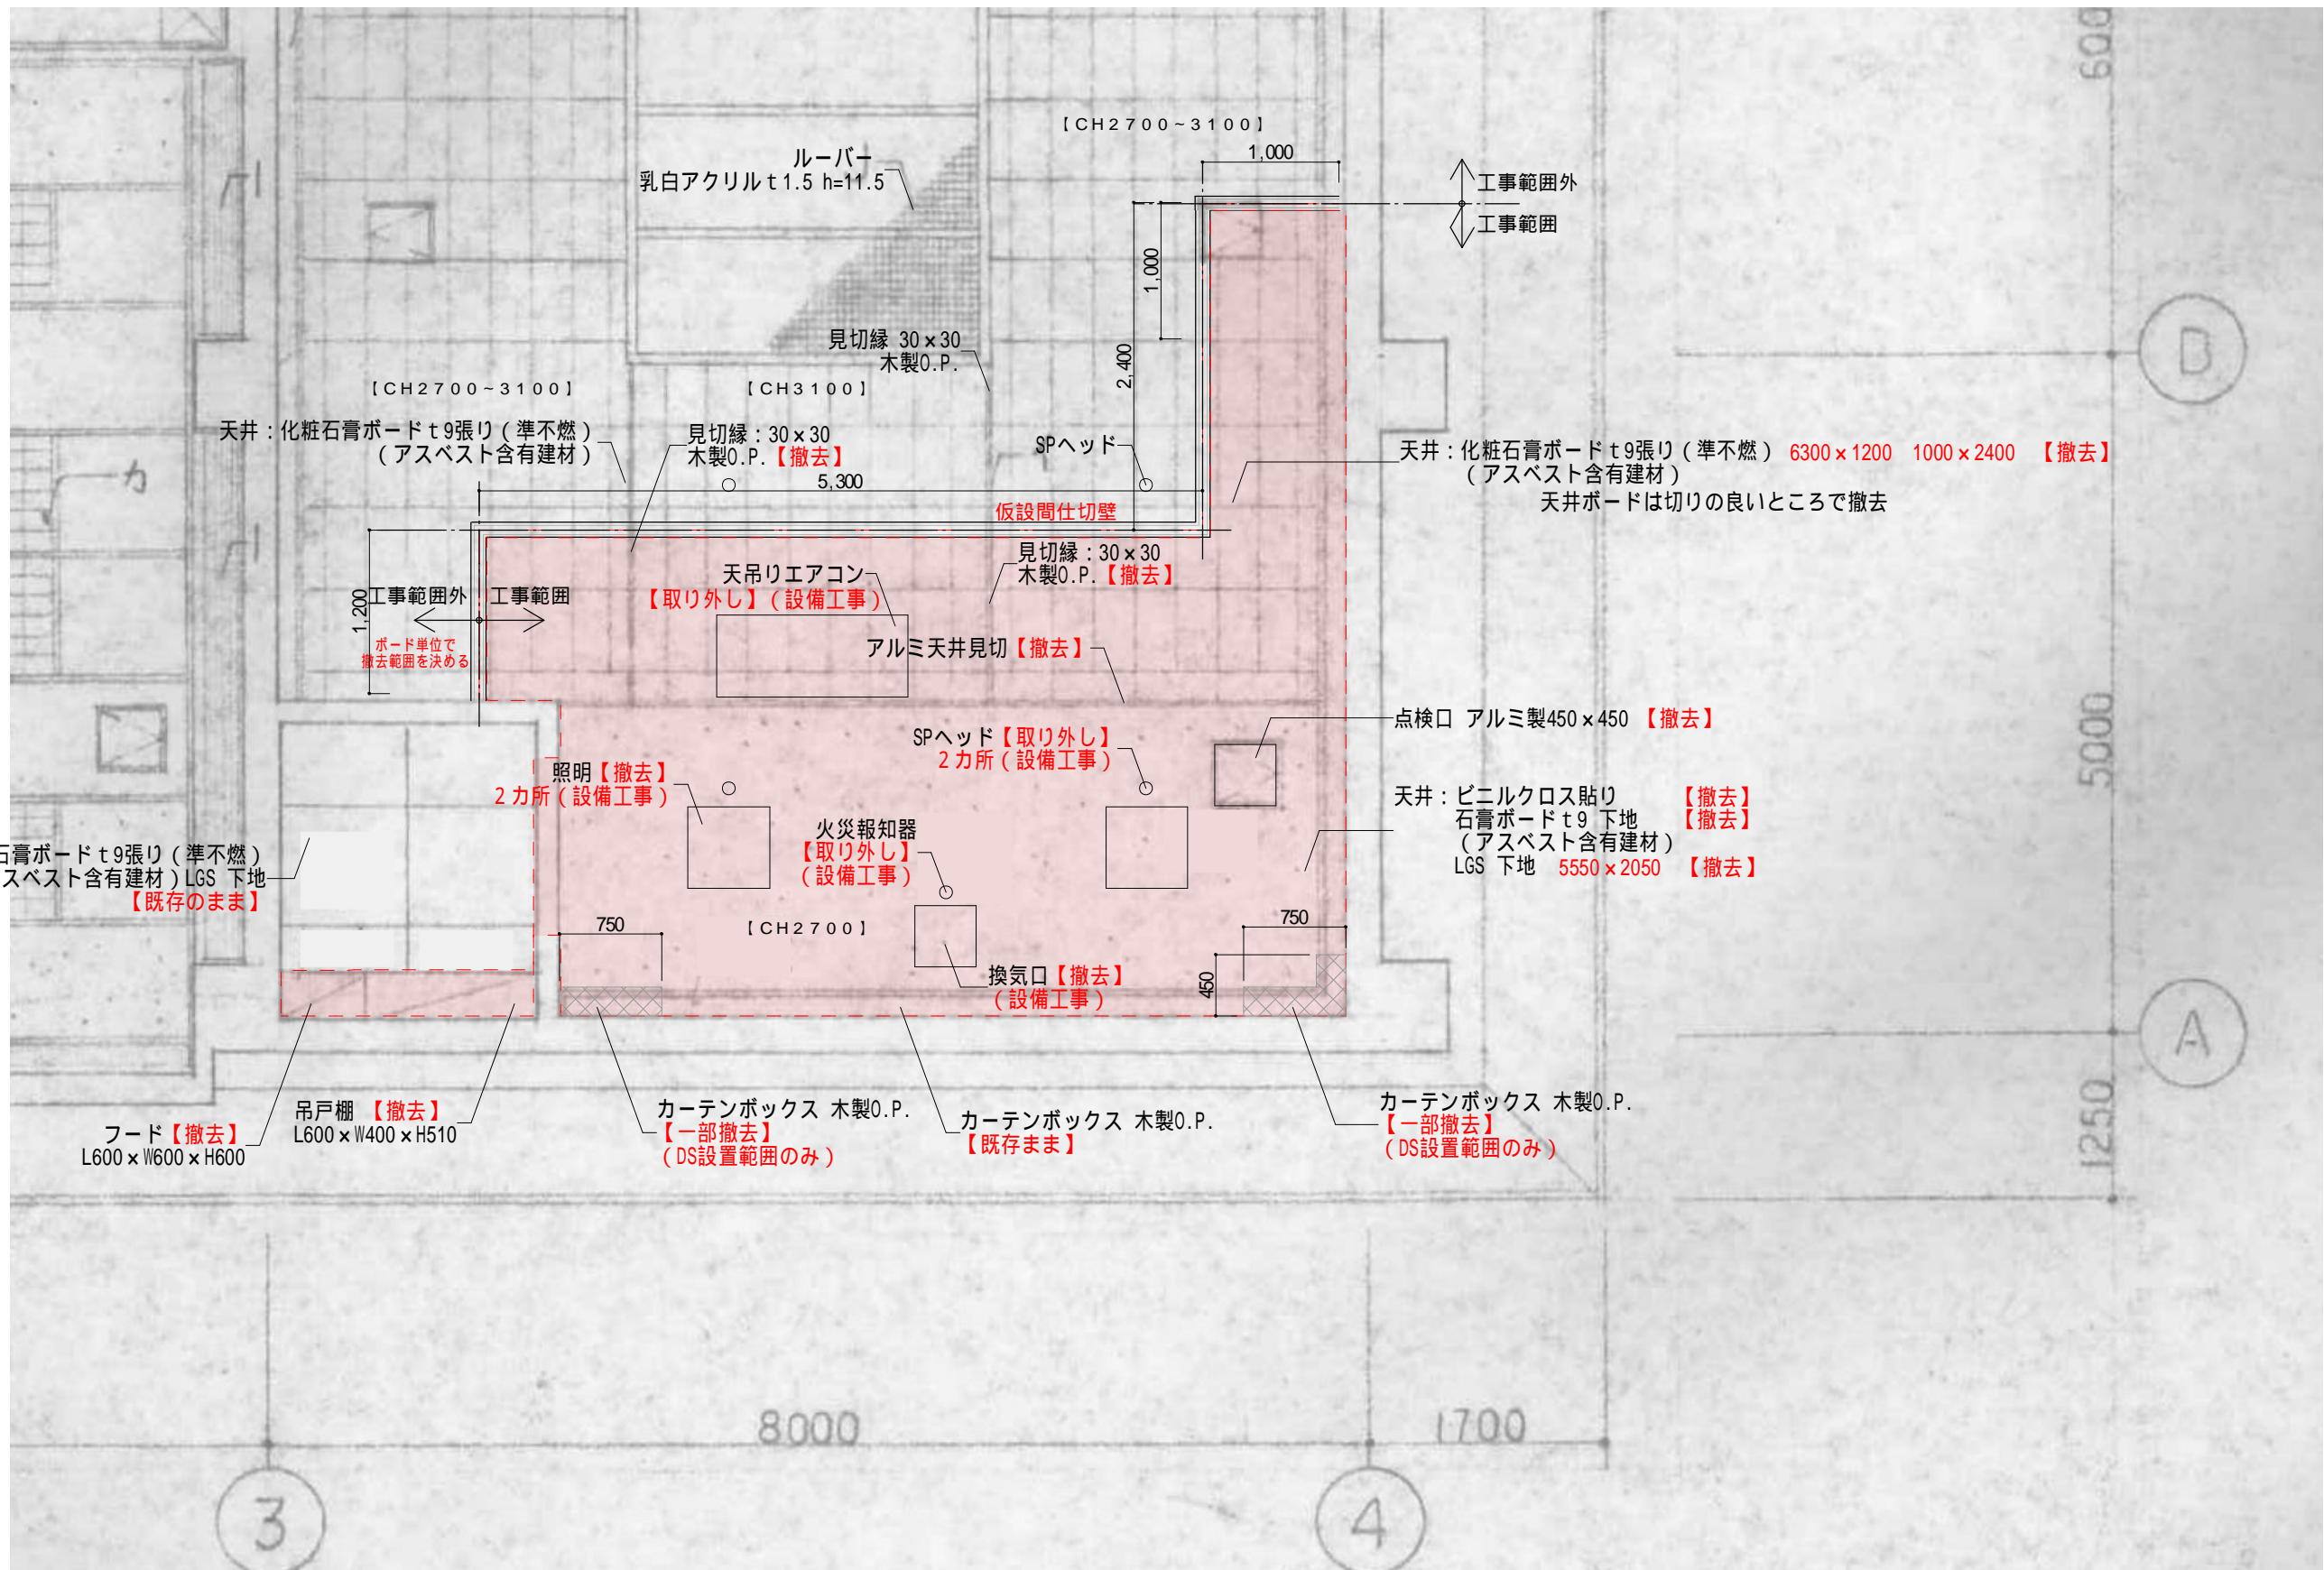 600
【CH2700~3100】
1,000
ルーバー
乳白アクリルt1.5 h=11.5
工事範囲外
工事範囲
1,000
2,400
B
見切縁 30×30
木製O.P.
【CH2700~3100】
【CH3100】
天井：化粧石膏ボードt9張り（準不燃）
（アスベスト含有建材）
見切縁：30×30
木製O.P.【撤去】
SPヘッド
5,300
仮設間仕切壁
天井：化粧石膏ボードt9張り（準不燃） 6300×1200 1000×2400 【撤去】
（アスベスト含有建材）
天井ボードは切りの良いところで撤去
カ
見切縁：30×30
木製O.P.【撤去】
天吊りエアコン
【取り外し】（設備工事）
1,200
工事範囲外
工事範囲
ボード単位で
撤去範囲を決める
アルミ天井見切【撤去】
点検口 アルミ製450×450 【撤去】
5000
SPヘッド【取り外し】
2カ所（設備工事）
照明【撤去】
2カ所（設備工事）
天井：ビニルクロス貼り 【撤去】
石膏ボードt9 下地 【撤去】
（アスベスト含有建材）
LGS 下地 5550×2050 【撤去】
火災報知器
【取り外し】
（設備工事）
石膏ボードt9張り（準不燃）
スベスト含有建材）LGS 下地
【既存のまま】
750
【CH2700】
750
450
換気口【撤去】
（設備工事）
A
フード【撤去】
L600×W600×H600
吊戸棚 【撤去】
L600×W400×H510
カーテンボックス 木製O.P.
【一部撤去】
（DS設置範囲のみ）
カーテンボックス 木製O.P.
【既存まま】
カーテンボックス 木製O.P.
【一部撤去】
（DS設置範囲のみ）
1250
8000
1700
3
4